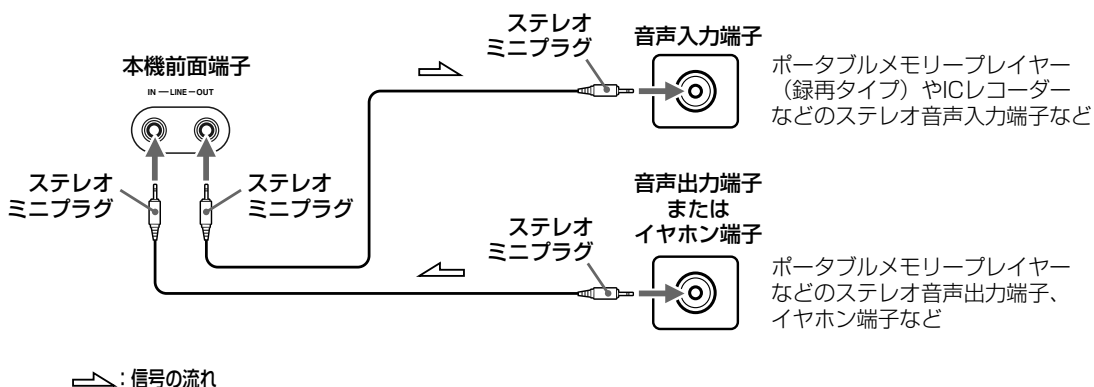 ステレオ
ミニプラグ
音声入力端子
ポータブルメモリープレイヤー
（録再タイプ）やICレコーダー
などのステレオ音声入力端子など
本機前面端子
IN — LINE — OUT
ステレオ
ミニプラグ
ステレオ
ミニプラグ
ステレオ
ミニプラグ
音声出力端子
または
イヤホン端子
ポータブルメモリープレイヤー
などのステレオ音声出力端子、
イヤホン端子など
：信号の流れ